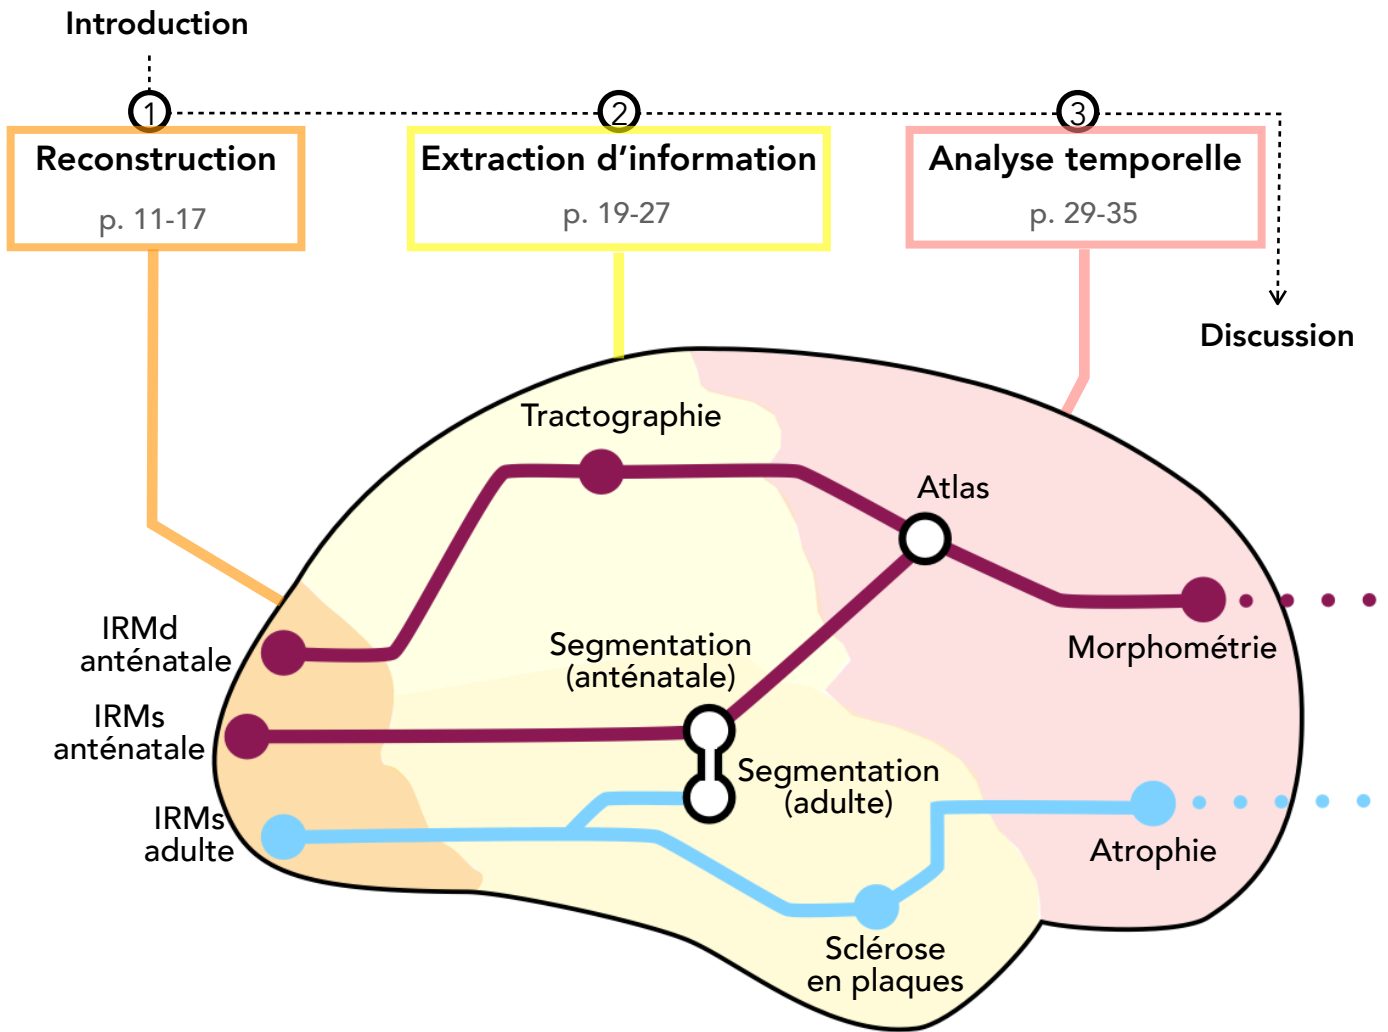 Introduction
1
2
3
Reconstruction
p. 11-17
Extraction d’information
p. 19-27
Analyse temporelle
p. 29-35
Discussion
Tractographie
Atlas
IRMd
anténatale
Segmentation
(anténatale)
Morphométrie
IRMs
anténatale
Segmentation
(adulte)
IRMs
adulte
Atrophie
Sclérose
en plaques